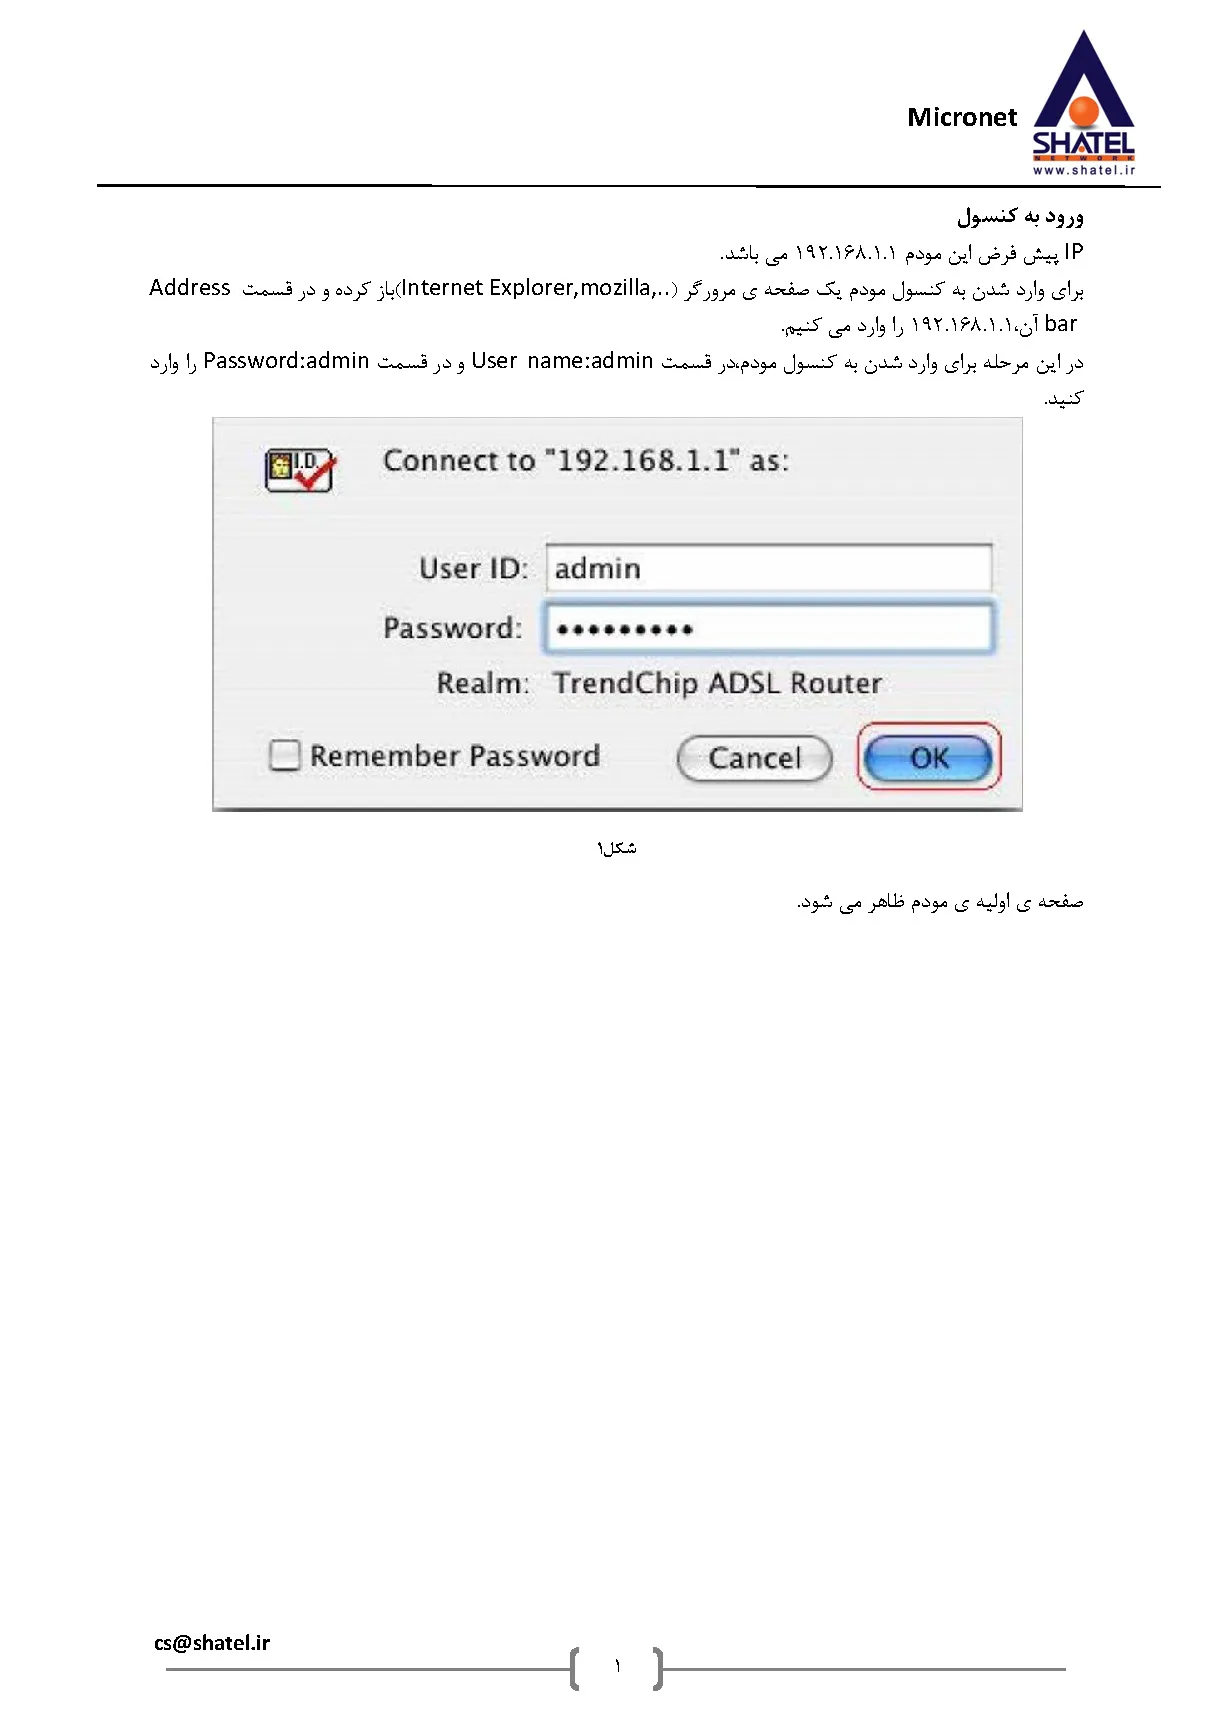 Micronet
SHATEL
NETWORK
www.shatel.ir
ورود به کنسول
IP پیش فرض این مودم ۱۹۲.۱۶۸.۱.۱ می باشد.
برای وارد شدن به کنسول مودم یک صفحه ی مرورگر (Internet Explorer,mozilla,..)باز کرده و در قسمت Address
bar آن،۱۹۲.۱۶۸.۱.۱ را وارد می کنیم.
در این مرحله برای وارد شدن به کنسول مودم،در قسمت User name:admin و در قسمت Password:admin را وارد
کنید.
I.D.
Connect to "192.168.1.1" as:
User ID: admin
Password: •••••••••
Realm: TrendChip ADSL Router
Remember Password Cancel OK
شکل۱
صفحه ی اولیه ی مودم ظاهر می شود.
cs@shatel.ir
۱